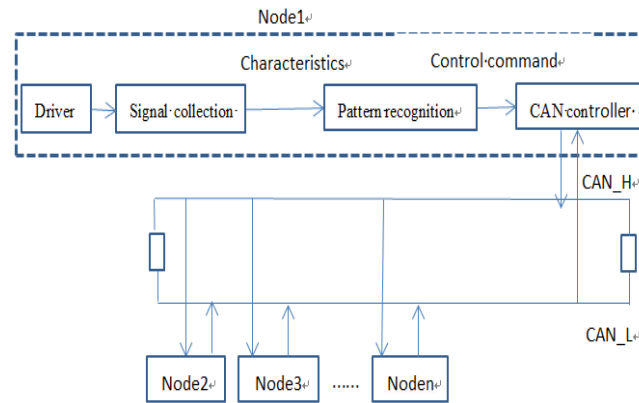 Node1
Characteristics
Control command
Driver
Signal collection
Pattern recognition
CAN controller
CAN_H
CAN_L
Node2
Node3
......
Noden